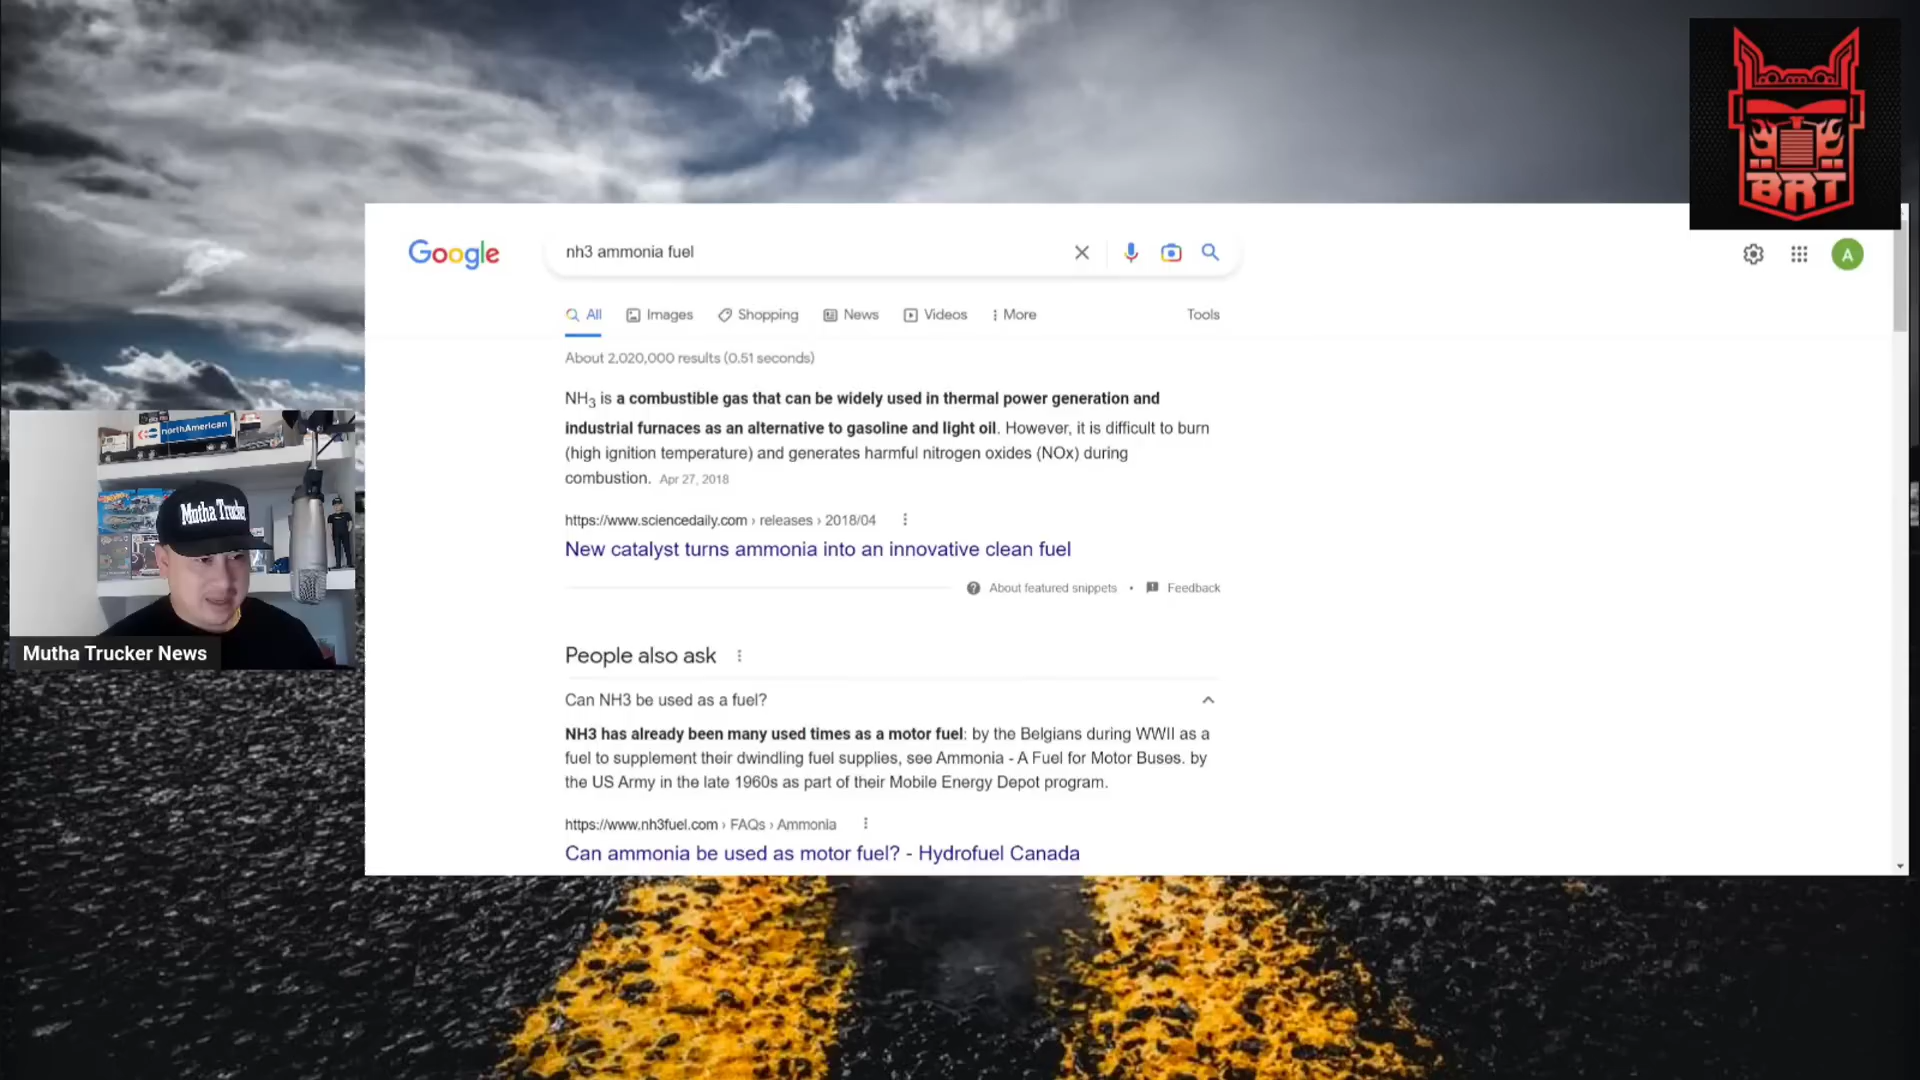 BRT
Google
nh3 ammonia fuel
A
All Images Shopping News Videos More Tools
About 2,020,000 results (0.51 seconds)
NH3 is a combustible gas that can be widely used in thermal power generation and
industrial furnaces as an alternative to gasoline and light oil. However, it is difficult to burn
(high ignition temperature) and generates harmful nitrogen oxides (NOx) during
combustion. Apr 27, 2018
https://www.sciencedaily.com › releases › 2018/04
New catalyst turns ammonia into an innovative clean fuel
About featured snippets • Feedback
People also ask
Can NH3 be used as a fuel?
NH3 has already been many used times as a motor fuel: by the Belgians during WWII as a
fuel to supplement their dwindling fuel supplies, see Ammonia - A Fuel for Motor Buses. by
the US Army in the late 1960s as part of their Mobile Energy Depot program.
https://www.nh3fuel.com › FAQs › Ammonia
Can ammonia be used as motor fuel? - Hydrofuel Canada
northAmerican
Mutha Trucker
Mutha Trucker News